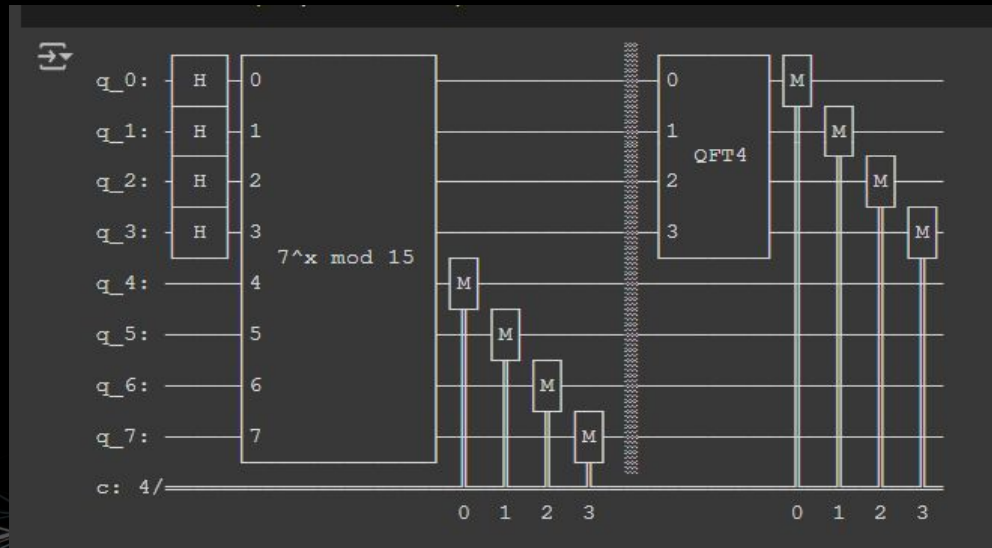 q_0: H 0 0 M
q_1: H 1 1 M
QFT4
q_2: H 2 2 M
q_3: H 3 3 M
7^x mod 15
q_4: 4 M
q_5: 5 M
q_6: 6 M
q_7: 7 M
c: 4/
0 1 2 3 0 1 2 3